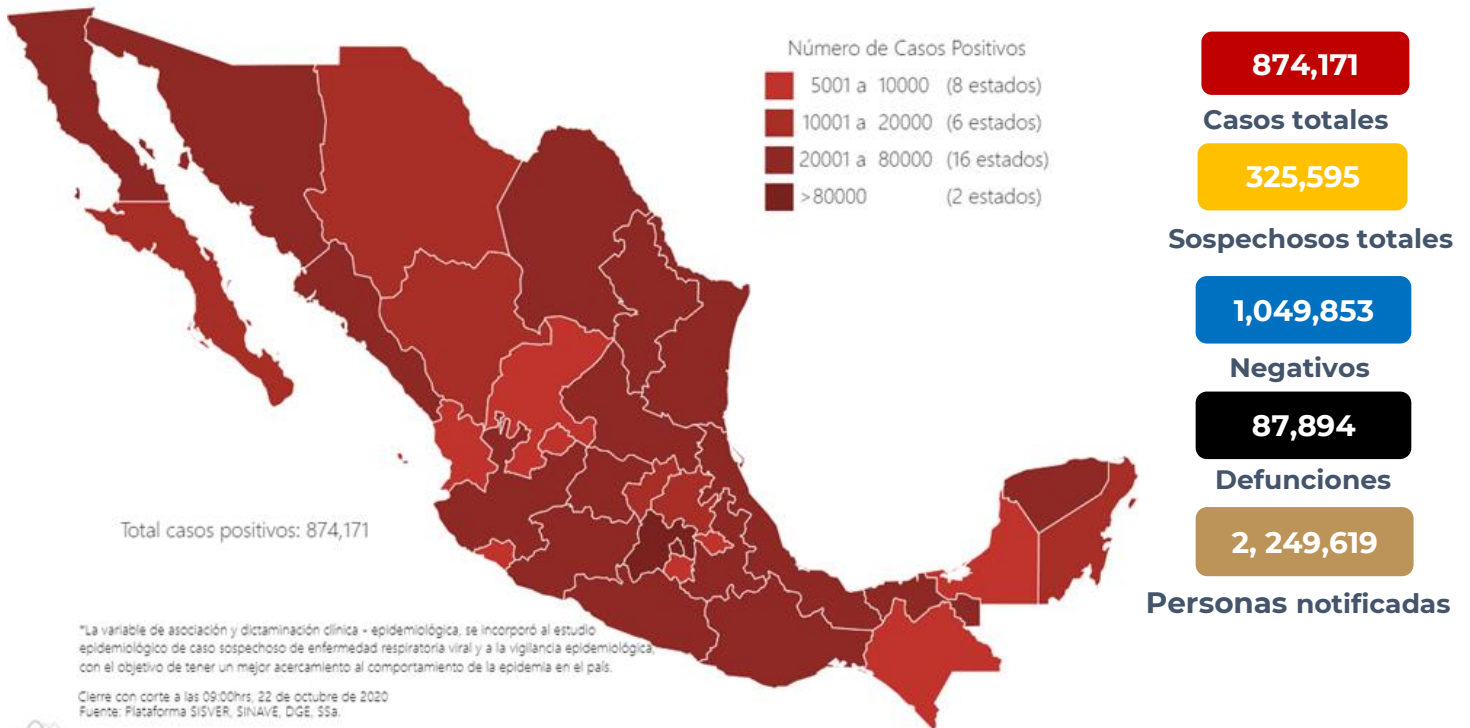 Número de Casos Positivos
5001 a 10000 (8 estados)
10001 a 20000 (6 estados)
20001 a 80000 (16 estados)
>80000 (2 estados)
Total casos positivos: 874,171
*La variable de asociación y dictaminación clínica - epidemiológica, se incorporó al estudio
epidemiológico de caso sospechoso de enfermedad respiratoria viral y a la vigilancia epidemiológica,
con el objetivo de tener un mejor acercamiento al comportamiento de la epidemia en el país.
Cierre con corte a las 09:00hrs, 22 de octubre de 2020
Fuente: Plataforma SISVER, SINAVE, DGE, SSa.
874,171
Casos totales
325,595
Sospechosos totales
1,049,853
Negativos
87,894
Defunciones
2, 249,619
Personas notificadas